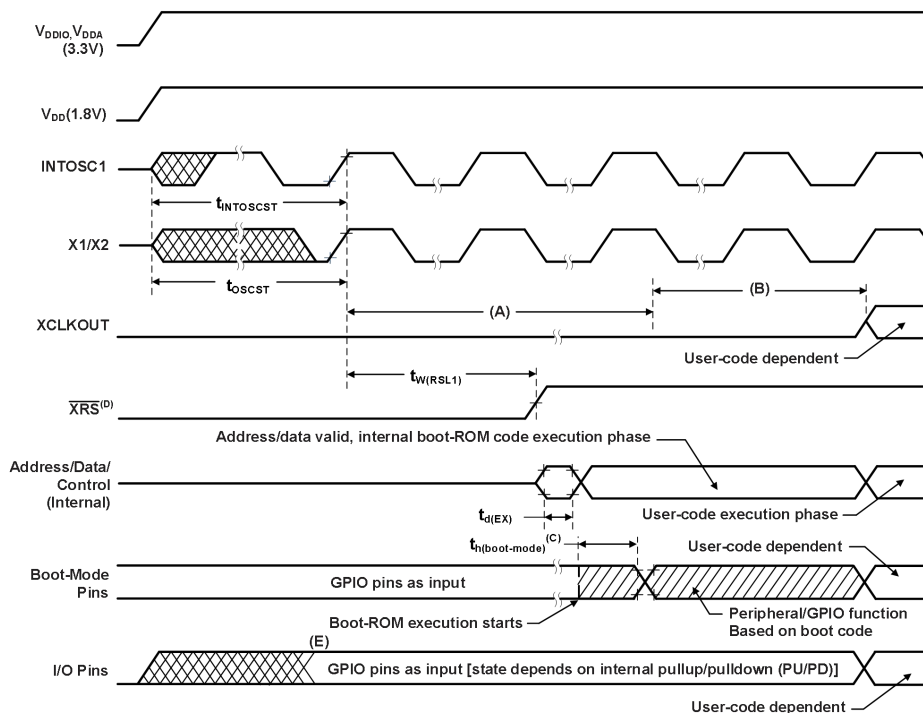 VDDIO,VDDA
(3.3V)
VDD(1.8V)
INTOSC1
tINTOSCST
X1/X2
tOSCST
(A)
(B)
XCLKOUT
User-code dependent
tW(RSL1)
XRS(D)
Address/data valid, internal boot-ROM code execution phase
Address/Data/
Control
(Internal)
td(EX)
User-code execution phase
th(boot-mode)(C)
User-code dependent
Boot-Mode
Pins
GPIO pins as input
Peripheral/GPIO function
Based on boot code
Boot-ROM execution starts
(E)
I/O Pins
GPIO pins as input [state depends on internal pullup/pulldown (PU/PD)]
User-code dependent